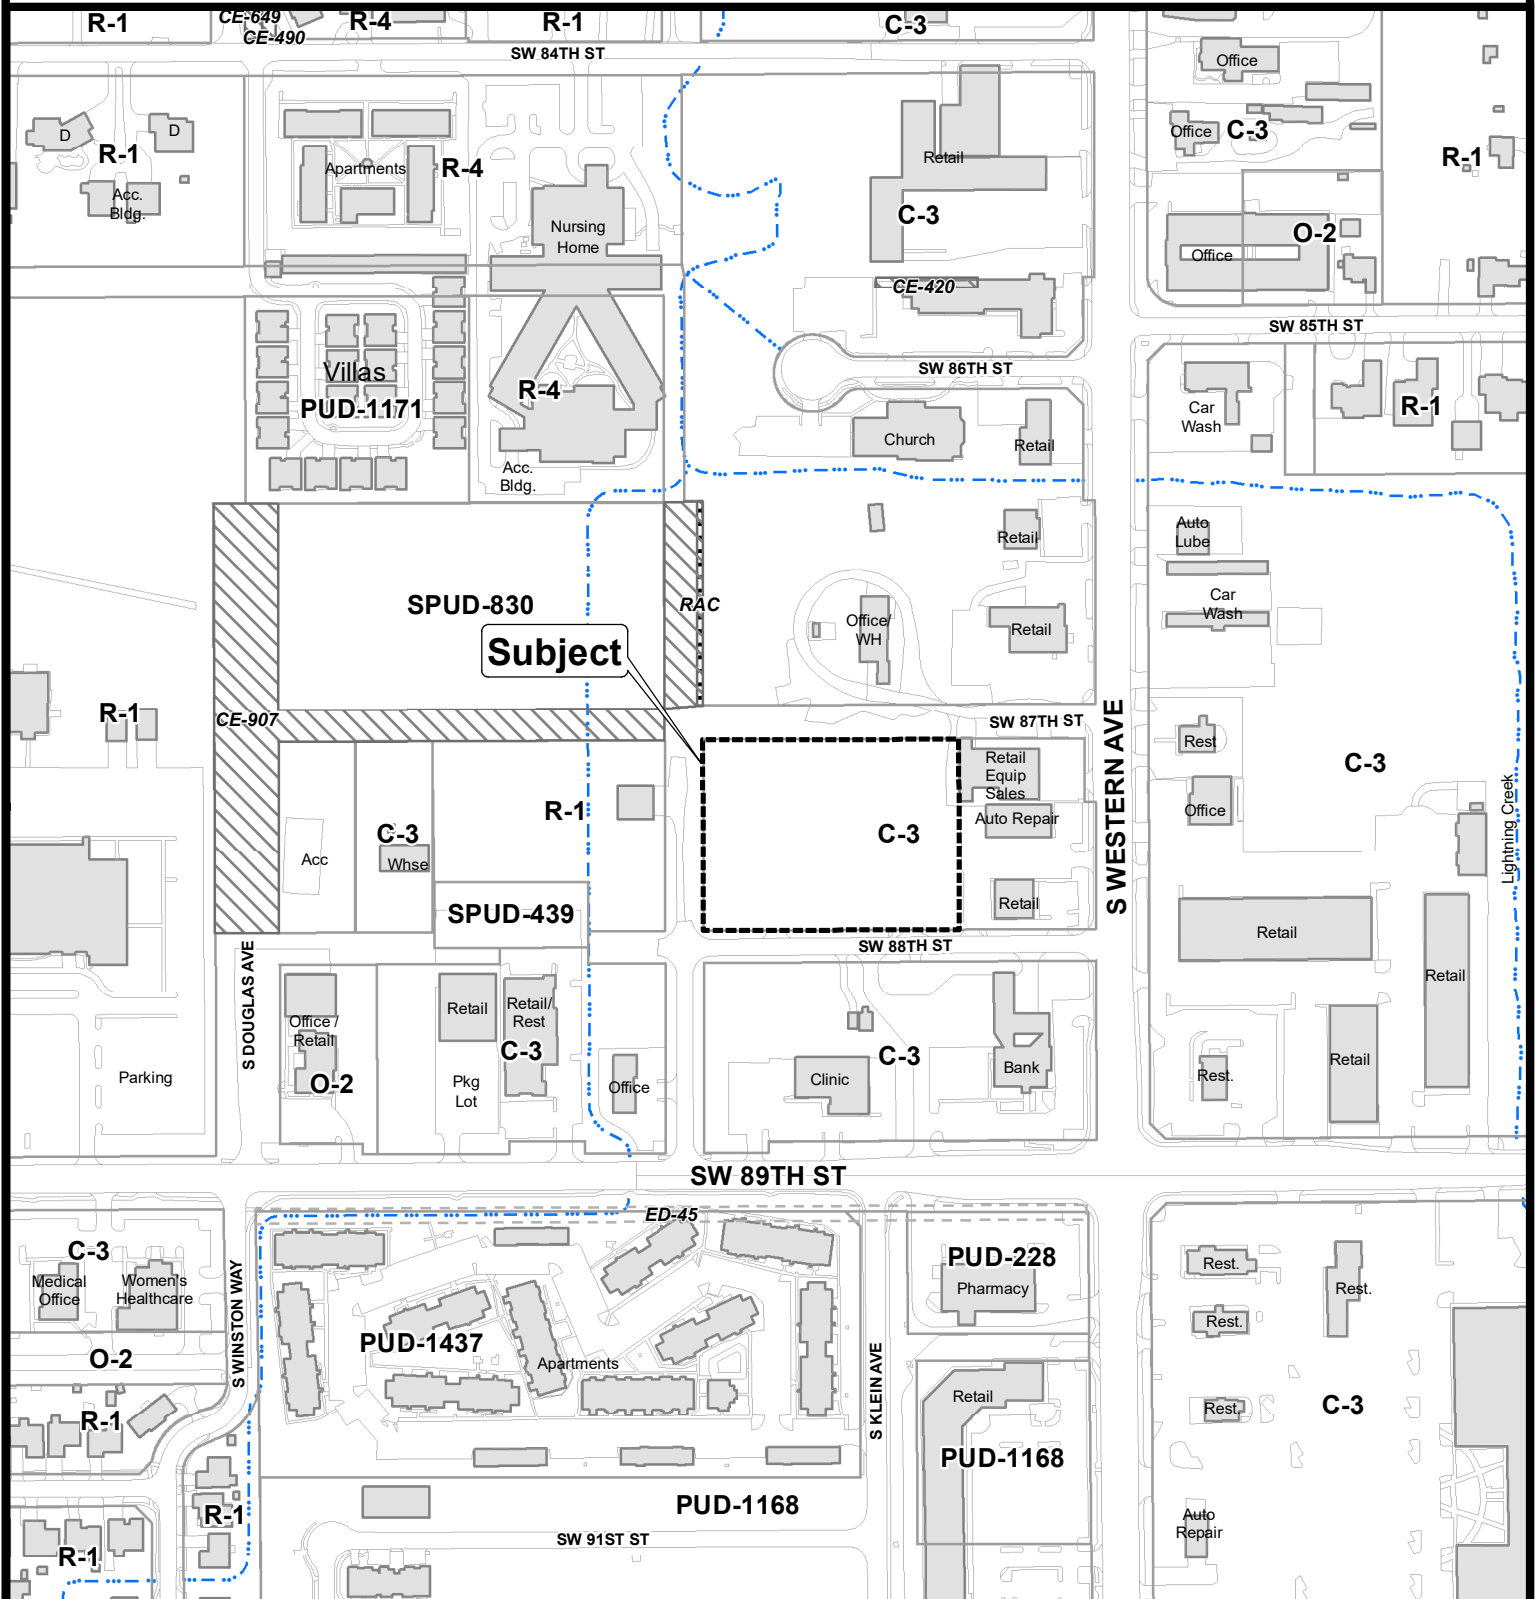 R-1
CE-649
CE-490
R-4
R-1
C-3
SW 84TH ST
Office
D
D
R-1
Acc.
Bldg.
Apartments
R-4
Nursing
Home
Retail
C-3
Office
C-3
R-1
O-2
Office
CE-420
SW 85TH ST
SW 86TH ST
Villas
PUD-1171
R-4
Acc.
Bldg.
Church
Retail
Car
Wash
R-1
Retail
Auto
Lube
Car
Wash
SPUD-830
RAC
Subject
Office/
WH
Retail
R-1
CE-907
SW 87TH ST
Retail
Equip
Sales
Auto Repair
S WESTERN AVE
Rest
Office
C-3
Lightning Creek
R-1
C-3
Whse
Acc
C-3
SPUD-439
Retail
SW 88TH ST
Retail
Retail
S DOUGLAS AVE
Office /
Retail
O-2
Retail
Retail/
Rest
C-3
Pkg
Lot
Office
Parking
C-3
Clinic
Bank
Rest.
Retail
SW 89TH ST
ED-45
C-3
Medical
Office
Women's
Healthcare
O-2
R-1
S WINSTON WAY
PUD-1437
Apartments
S KLEIN AVE
PUD-228
Pharmacy
Retail
PUD-1168
Rest.
Rest.
Rest.
Rest.
C-3
Auto
Repair
R-1
R-1
PUD-1168
SW 91ST ST